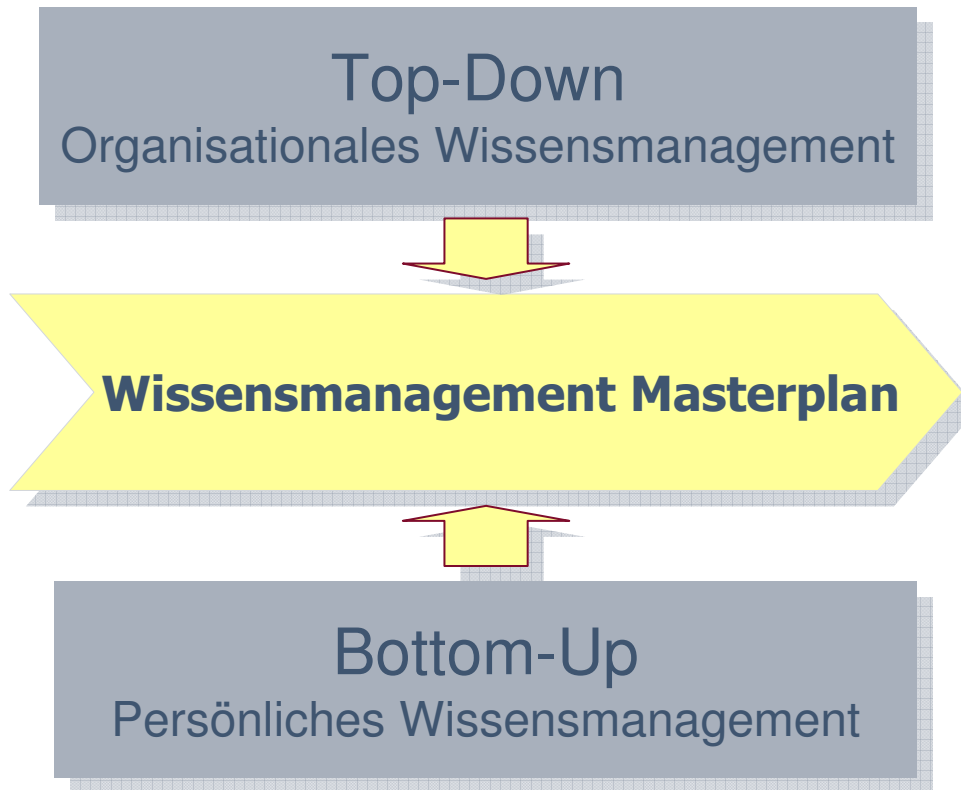 Top-Down
Organisationales Wissensmanagement
Wissensmanagement Masterplan
Bottom-Up
Persönliches Wissensmanagement